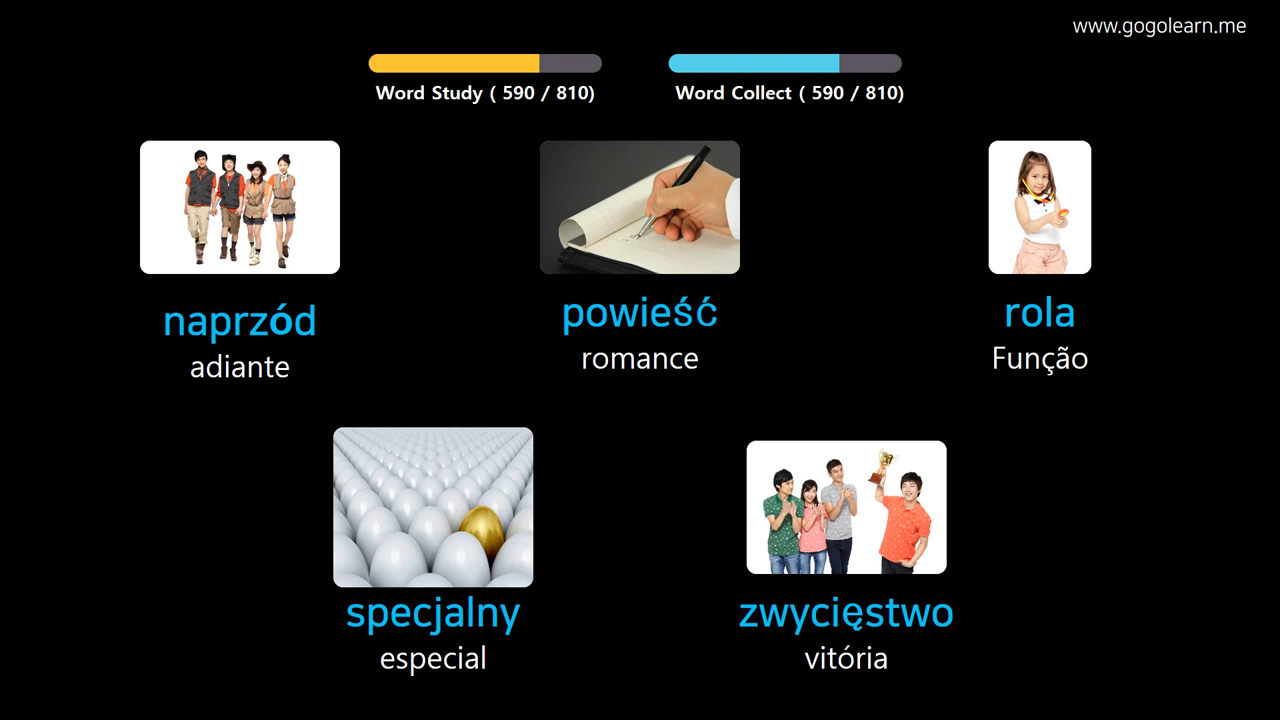 www.gogolearn.me
Word Study ( 590 / 810)
Word Collect ( 590 / 810)
naprzód
adiante
powieść
romance
rola
Função
specjalny
especial
zwycięstwo
vitória